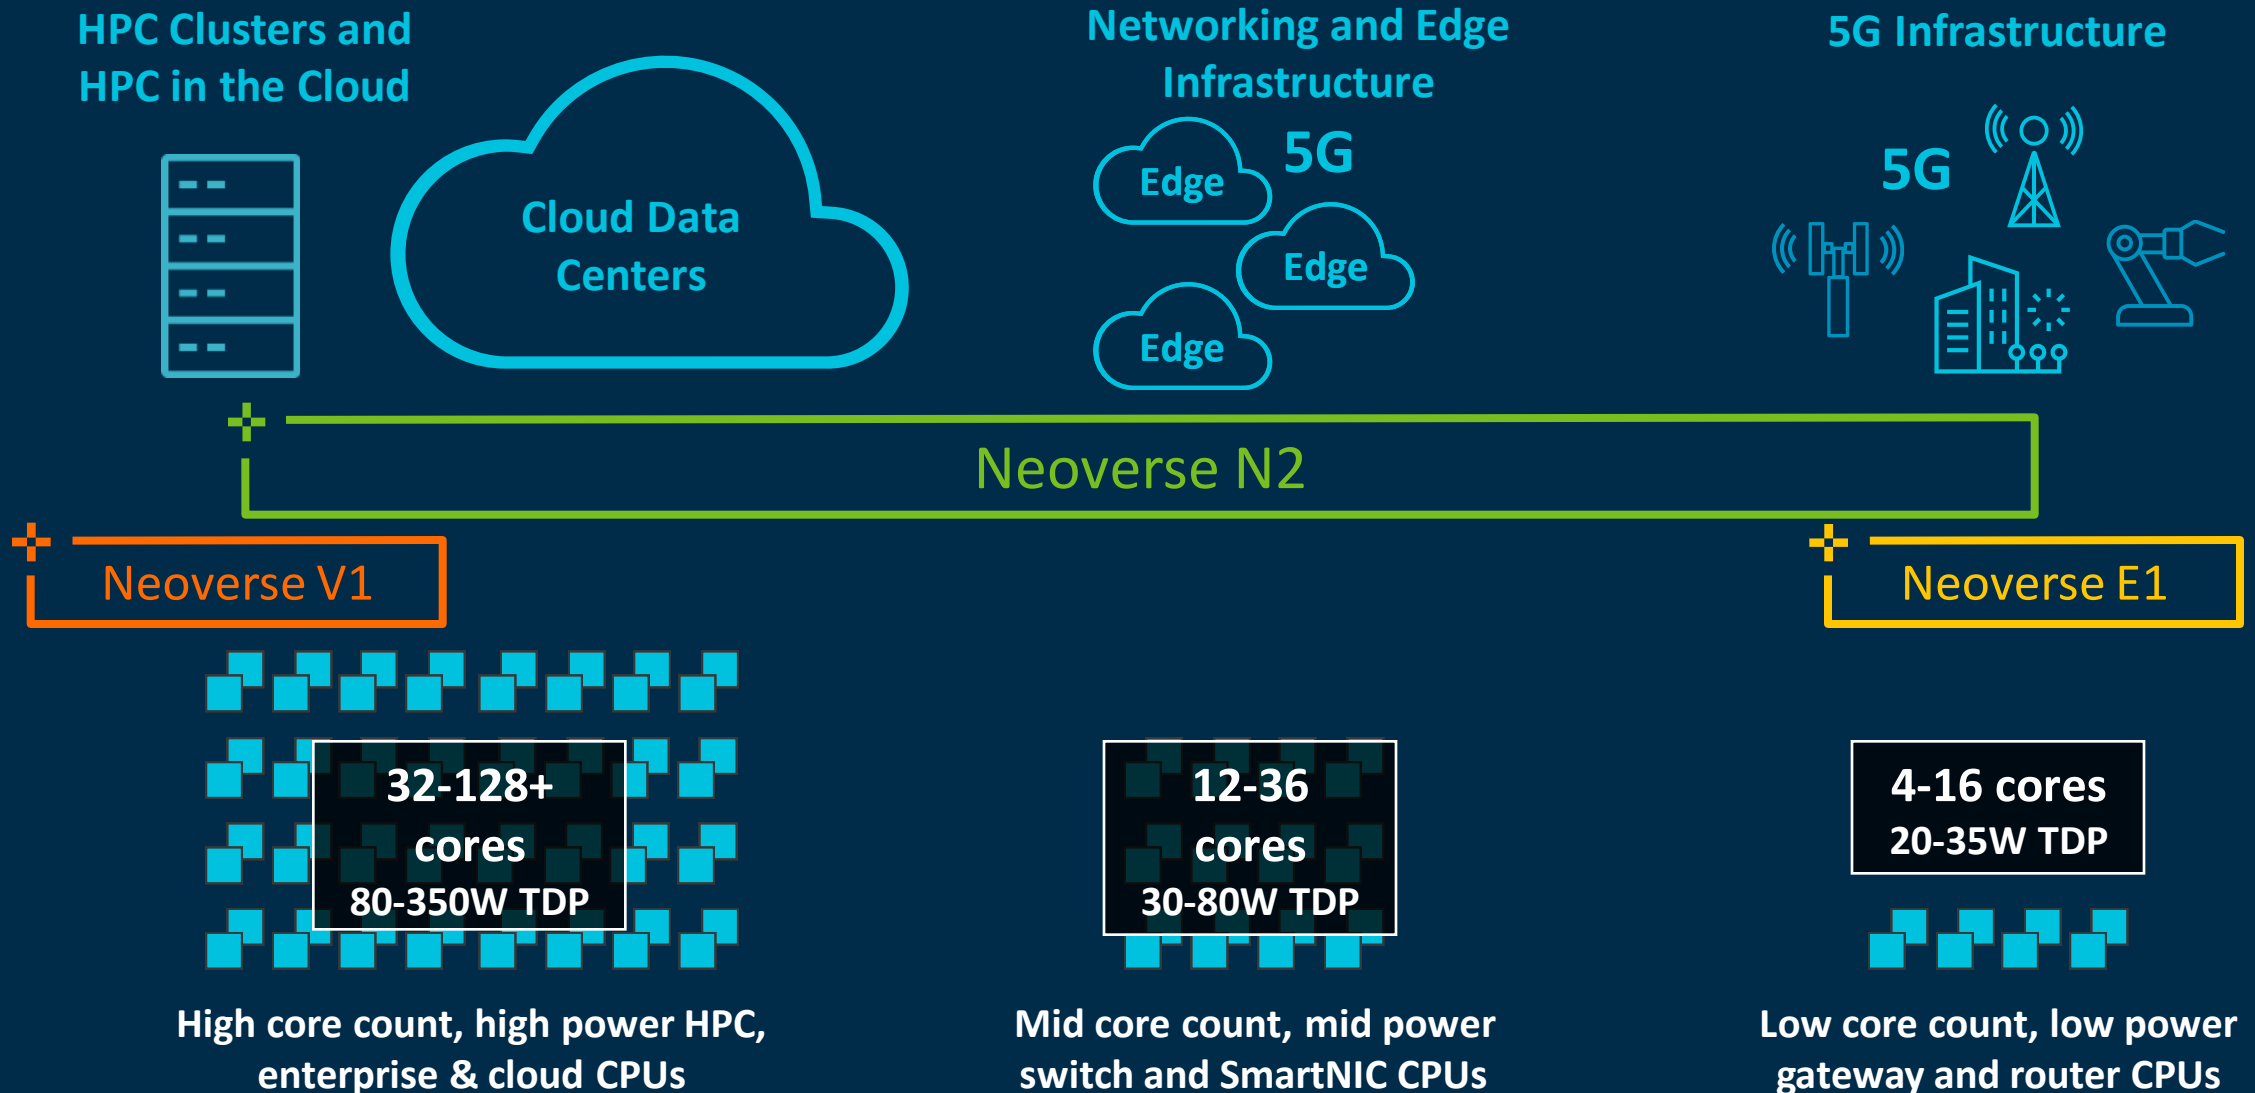 HPC Clusters and
HPC in the Cloud
Cloud Data
Centers
Networking and Edge
Infrastructure
5G
Edge
Edge
Edge
5G Infrastructure
5G
Neoverse N2
Neoverse V1
Neoverse E1
32-128+
cores
80-350W TDP
12-36
cores
30-80W TDP
4-16 cores
20-35W TDP
High core count, high power HPC,
enterprise & cloud CPUs
Mid core count, mid power
switch and SmartNIC CPUs
Low core count, low power
gateway and router CPUs